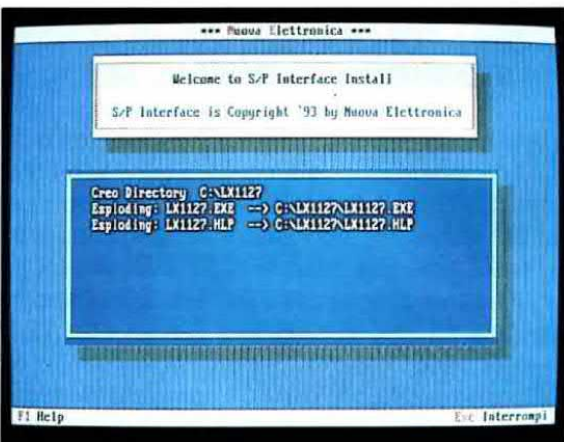 *** Nuova Elettronica ***
Welcome to S/P Interface Install
S/P Interface is Copyright '93 by Nuova Elettronica
Creo Directory C:\LX1127
Exploding: LX1127.EXE --> C:\LX1127\LX1127.EXE
Exploding: LX1127.HLP --> C:\LX1127\LX1127.HLP
F1 Help
Esc Interrompi